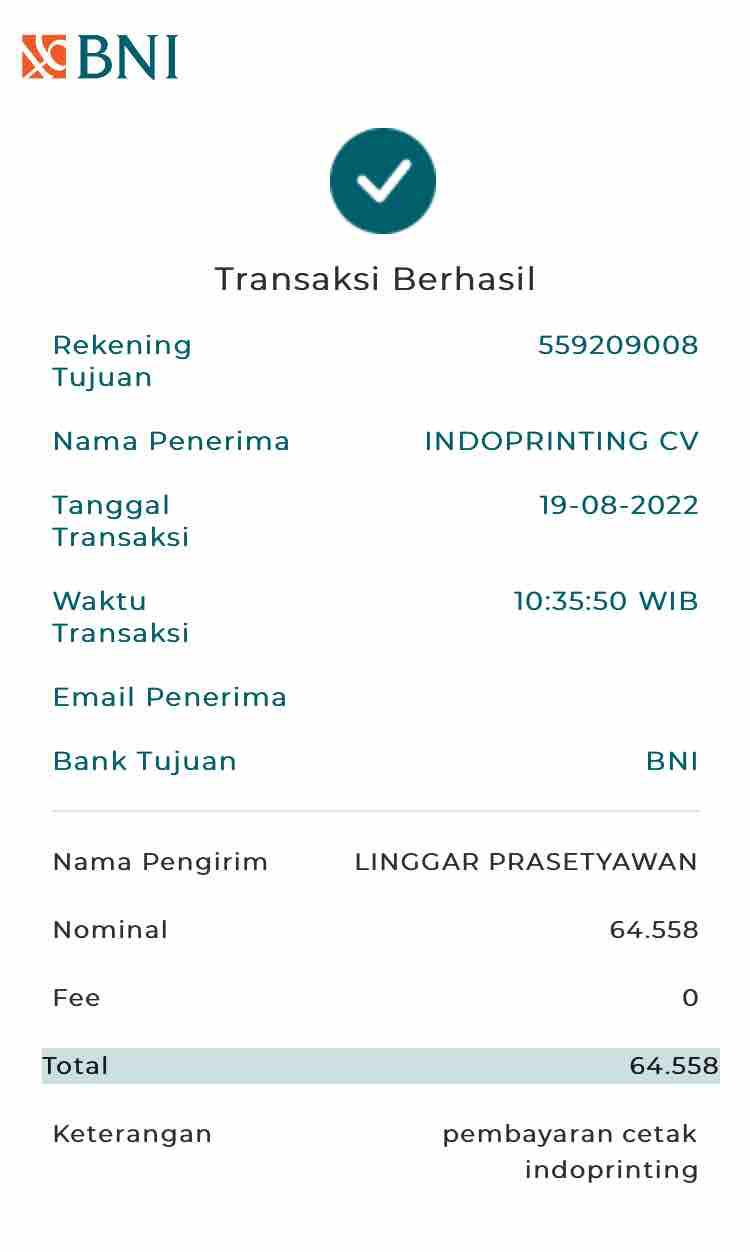 BNI
Transaksi Berhasil
Rekening Tujuan 559209008
Nama Penerima INDOPRINTING CV
Tanggal Transaksi 19-08-2022
Waktu Transaksi 10:35:50 WIB
Email Penerima
Bank Tujuan BNI
Nama Pengirim LINGGAR PRASETYAWAN
Nominal 64.558
Fee 0
Total 64.558
Keterangan pembayaran cetak
indoprinting